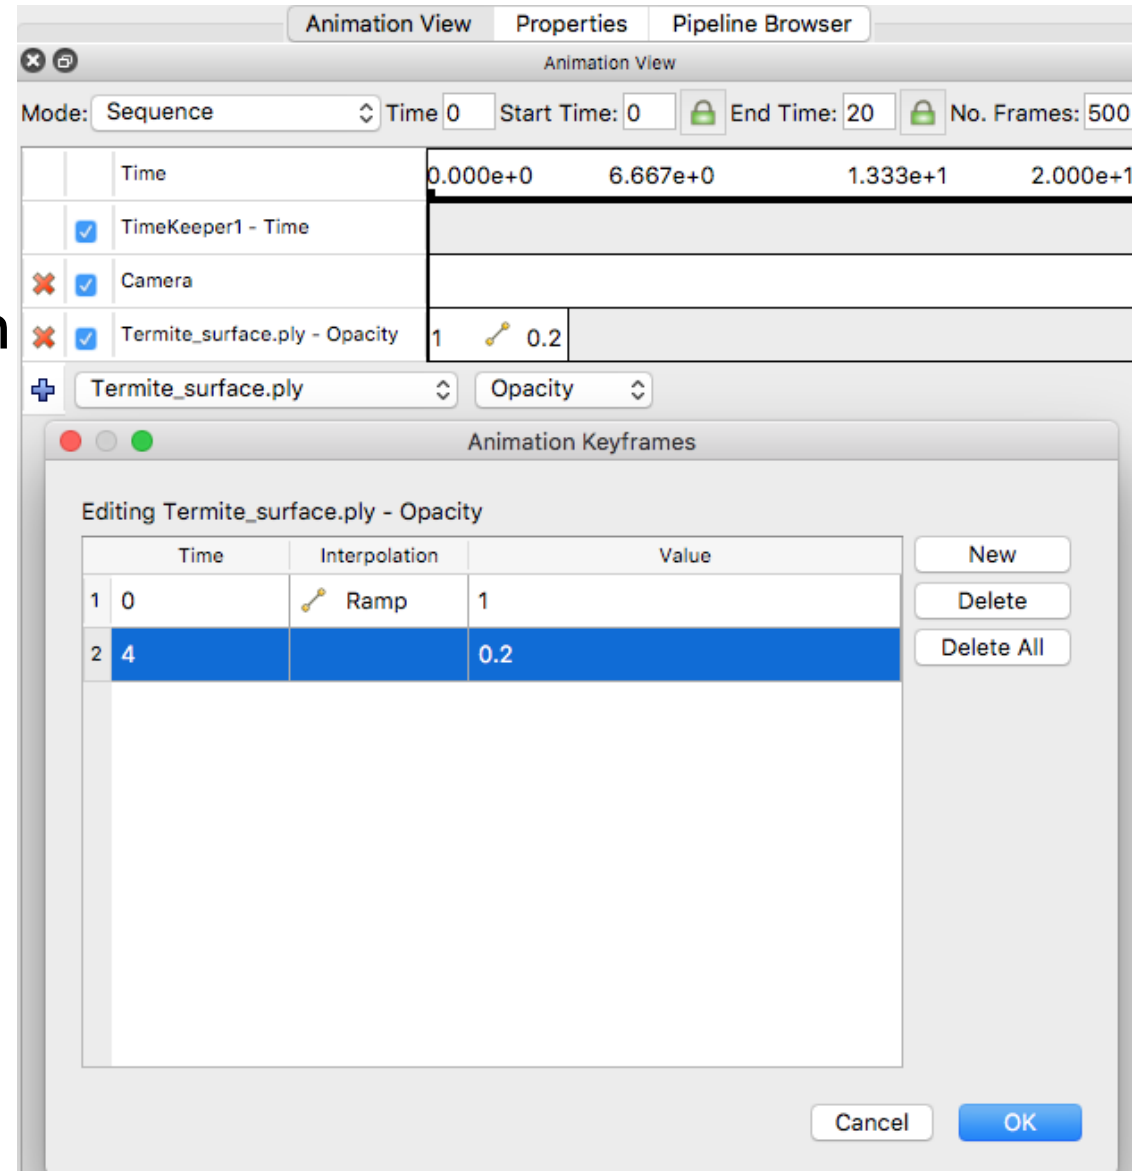 Animation View Properties Pipeline Browser
Animation View
Mode: Sequence Time 0 Start Time: 0 End Time: 20 No. Frames: 500
Time 0.000e+0 6.667e+0 1.333e+1 2.000e+1
TimeKeeper1 - Time
Camera
n
Termite_surface.ply - Opacity 1 0.2
Termite_surface.ply Opacity
Animation Keyframes
Editing Termite_surface.ply - Opacity
Time Interpolation Value New
1 0 Ramp 1 Delete
2 4 0.2 Delete All
Cancel OK